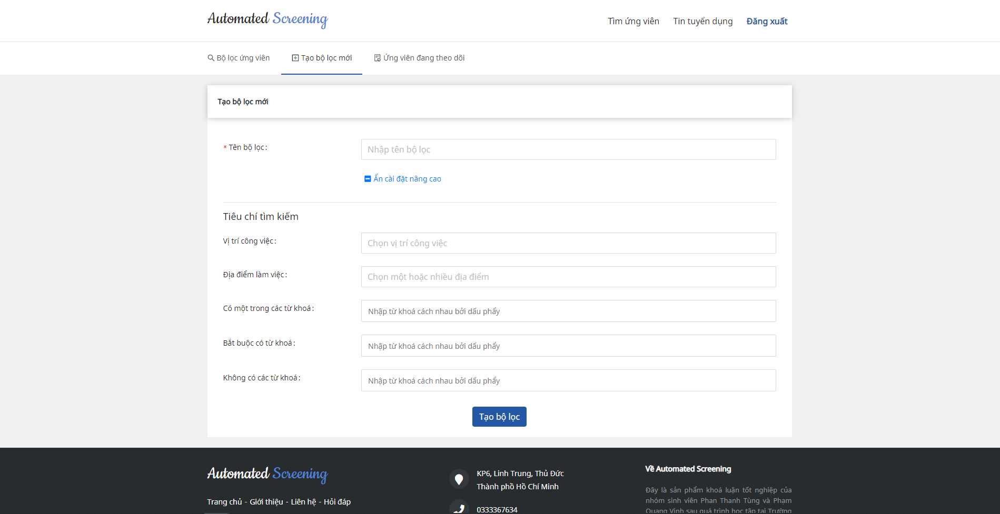 Automated Screening
Tìm ứng viên
Tin tuyển dụng
Đăng xuất
Bộ lọc ứng viên
Tạo bộ lọc mới
Ứng viên đang theo dõi
Tạo bộ lọc mới
* Tên bộ lọc:
Nhập tên bộ lọc
Ẩn cài đặt nâng cao
Tiêu chí tìm kiếm
Vị trí công việc:
Chọn vị trí công việc
Địa điểm làm việc:
Chọn một hoặc nhiều địa điểm
Có một trong các từ khoá:
Nhập từ khoá cách nhau bởi dấu phẩy
Bắt buộc có từ khoá:
Nhập từ khoá cách nhau bởi dấu phẩy
Không có các từ khoá:
Nhập từ khoá cách nhau bởi dấu phẩy
Tạo bộ lọc
Automated Screening
Trang chủ - Giới thiệu - Liên hệ - Hỏi đáp
KP6, Linh Trung, Thủ Đức
Thành phố Hồ Chí Minh
0333367634
Về Automated Screening
Đây là sản phẩm khoá luận tốt nghiệp của
nhóm sinh viên Phan Thanh Tùng và Phạm
Quang Vinh sau quá trình học tập tại Trường